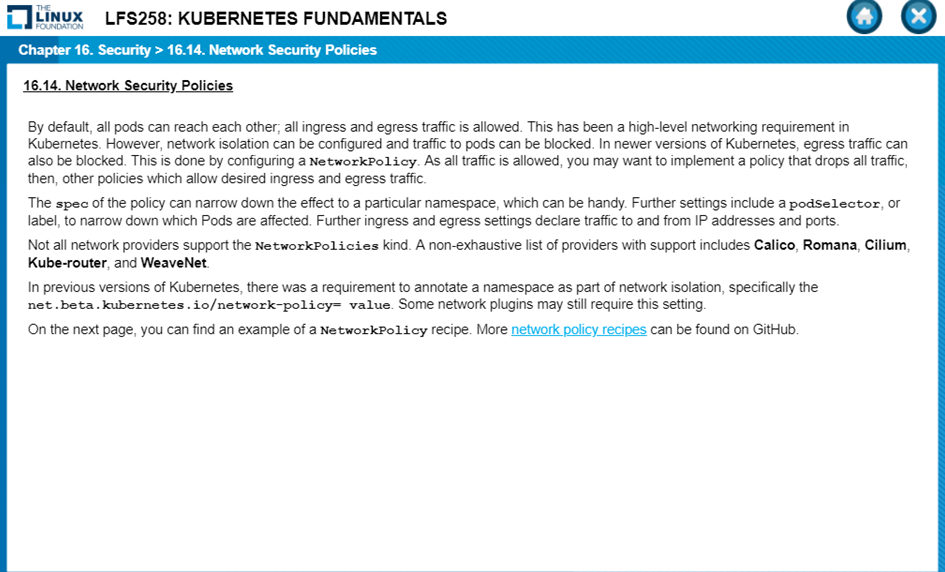 THE
LINUX
FOUNDATION
LFS258: KUBERNETES FUNDAMENTALS
Chapter 16. Security > 16.14. Network Security Policies
16.14. Network Security Policies
By default, all pods can reach each other; all ingress and egress traffic is allowed. This has been a high-level networking requirement in
Kubernetes. However, network isolation can be configured and traffic to pods can be blocked. In newer versions of Kubernetes, egress traffic can
also be blocked. This is done by configuring a NetworkPolicy. As all traffic is allowed, you may want to implement a policy that drops all traffic,
then, other policies which allow desired ingress and egress traffic.
The spec of the policy can narrow down the effect to a particular namespace, which can be handy. Further settings include a podSelector, or
label, to narrow down which Pods are affected. Further ingress and egress settings declare traffic to and from IP addresses and ports.
Not all network providers support the NetworkPolicies kind. A non-exhaustive list of providers with support includes Calico, Romana, Cilium,
Kube-router, and WeaveNet.
In previous versions of Kubernetes, there was a requirement to annotate a namespace as part of network isolation, specifically the
net.beta.kubernetes.io/network-policy= value. Some network plugins may still require this setting.
On the next page, you can find an example of a NetworkPolicy recipe. More network policy recipes can be found on GitHub.